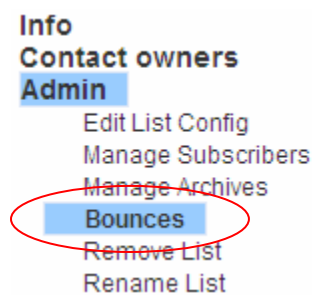 Info
Contact owners
Admin
Edit List Config
Manage Subscribers
Manage Archives
Bounces
Remove List
Rename List